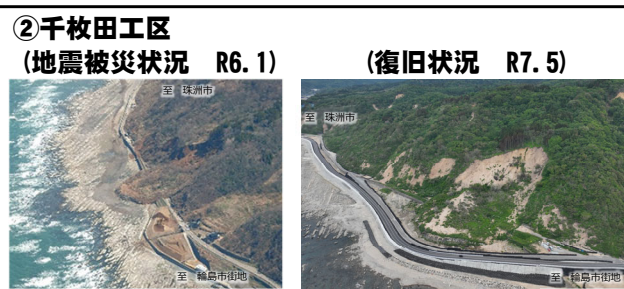 ②千枚田工区
(地震被災状況 R6.1)
(復旧状況 R7.5)
至 珠洲市
至 輪島市街地
至 珠洲市
至 輪島市街地